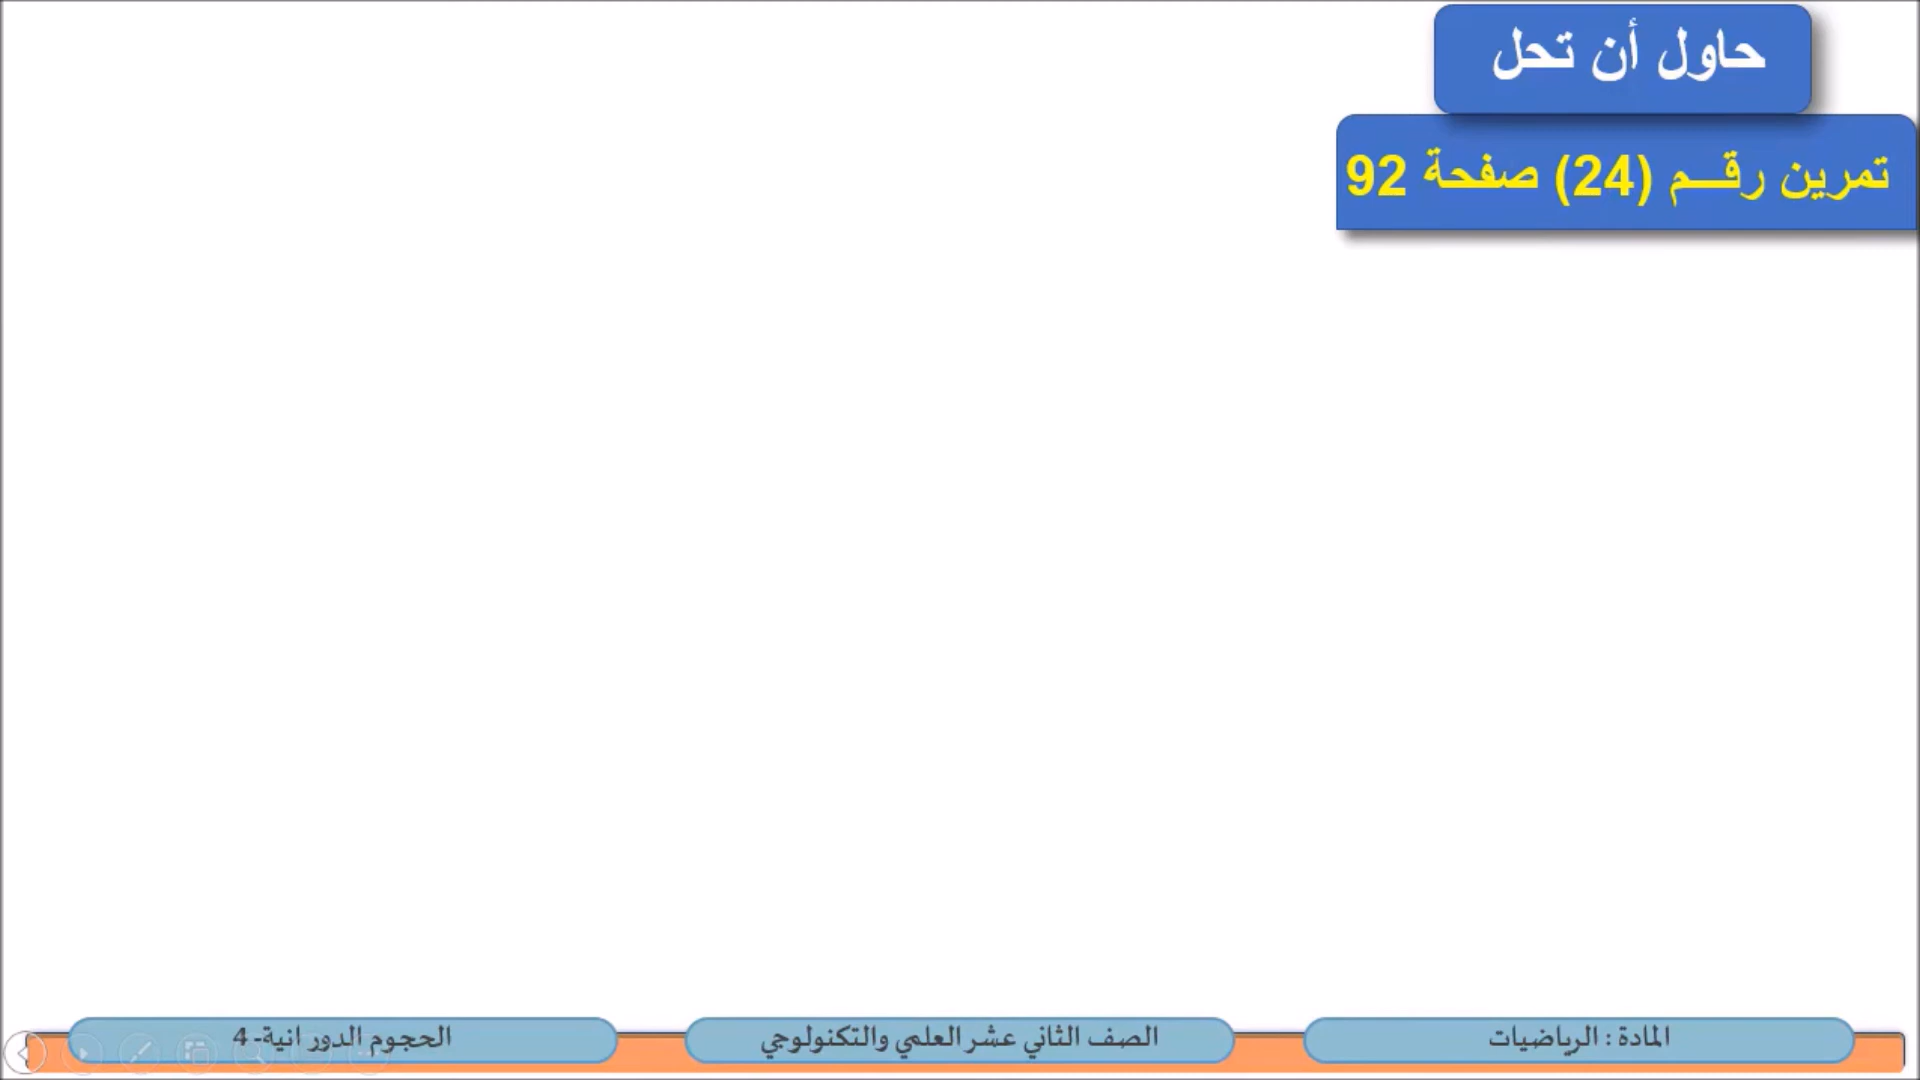 حاول أن تحل
تمرين رقـــم (24) صفحة 92
المادة : الرياضيات
الصف الثاني عشر العلمي والتكنولوجي
الحجوم الدورانية- 4